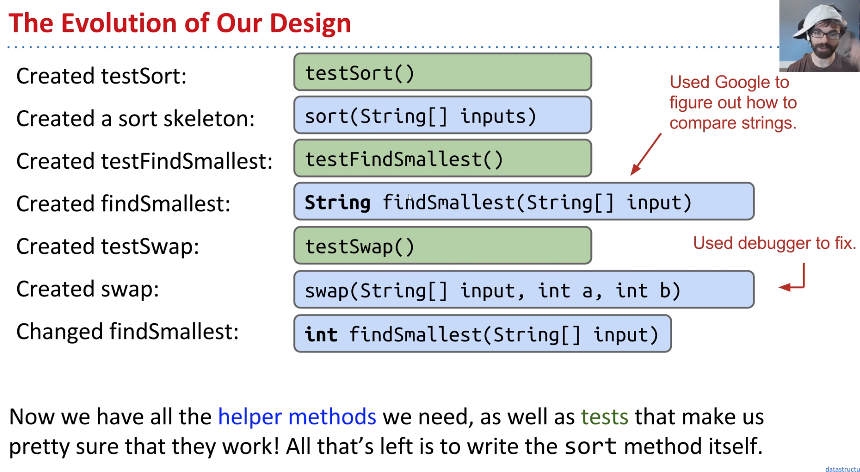 The Evolution of Our Design
Created testSort: testSort()
Created a sort skeleton: sort(String[] inputs)
Used Google to
figure out how to
compare strings.
Created testFindSmallest: testFindSmallest()
Created findSmallest: String findSmallest(String[] input)
Created testSwap: testSwap()
Used debugger to fix.
Created swap: swap(String[] input, int a, int b)
Changed findSmallest: int findSmallest(String[] input)
Now we have all the helper methods we need, as well as tests that make us
pretty sure that they work! All that’s left is to write the sort method itself.
datastructu